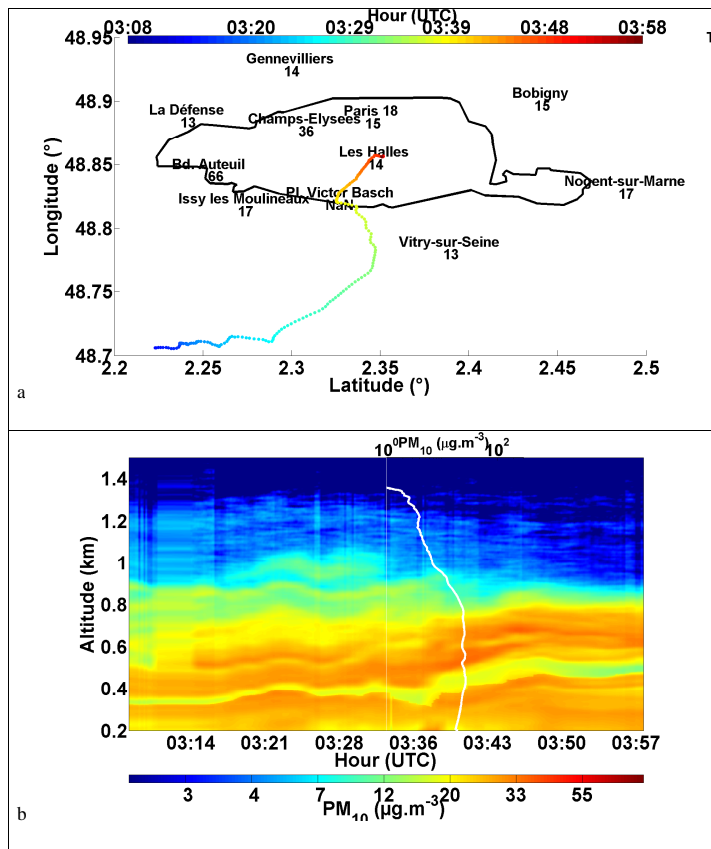 Hour (UTC)
03:08 03:20 03:29 03:39 03:48 03:58
T
48.95
48.9
48.85
48.8
48.75
48.7
Longitude (°)
Gennevilliers
14
La Défense
13
Champs-Elysees
36
Paris 18
15
Bobigny
15
Les Halles
14
Bd. Auteuil
66
Issy les Moulineaux
17
Pl. Victor Basch
NaN
Nogent-sur-Marne
17
Vitry-sur-Seine
13
2.2 2.25 2.3 2.35 2.4 2.45 2.5
Latitude (°)
a
10⁰ PM₁₀ (µg.m⁻³) 10²
1.4
1.2
1
0.8
0.6
0.4
0.2
Altitude (km)
03:14 03:21 03:28 03:36 03:43 03:50 03:57
Hour (UTC)
3 4 7 12 20 33 55
PM₁₀ (µg.m⁻³)
b